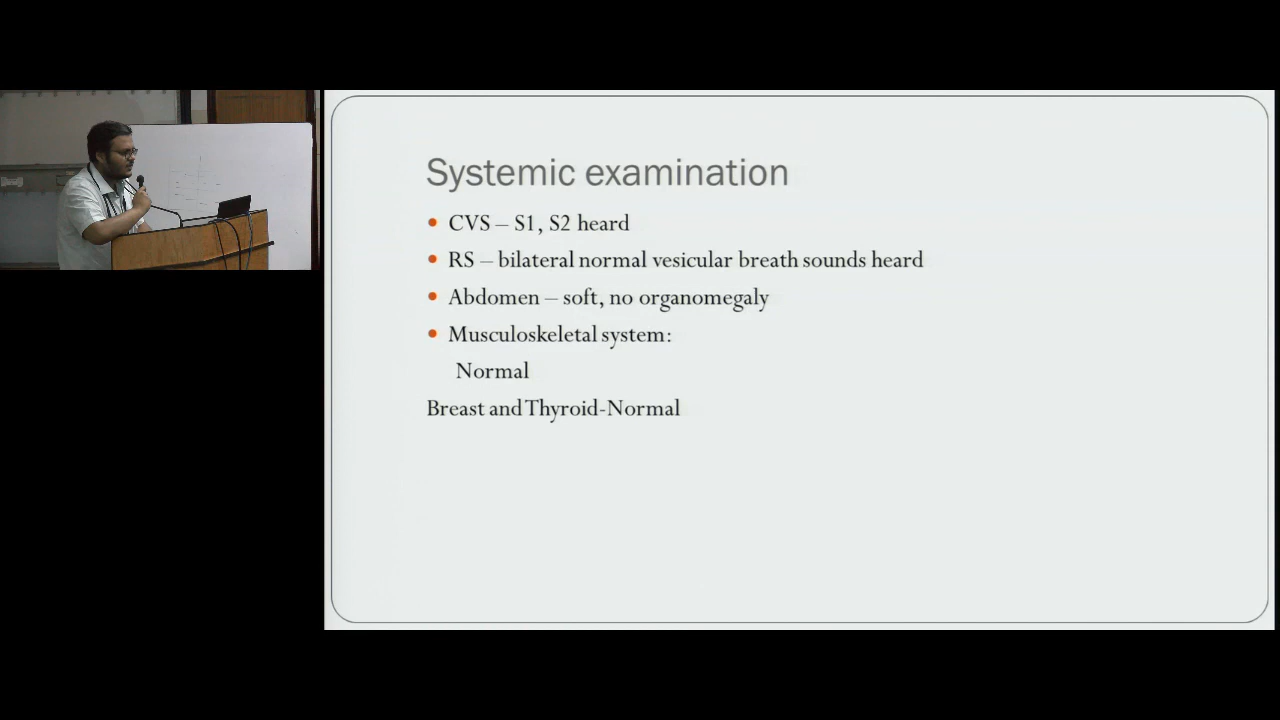 Systemic examination
• CVS – S1, S2 heard
• RS – bilateral normal vesicular breath sounds heard
• Abdomen – soft, no organomegaly
• Musculoskeletal system:
Normal
Breast and Thyroid-Normal